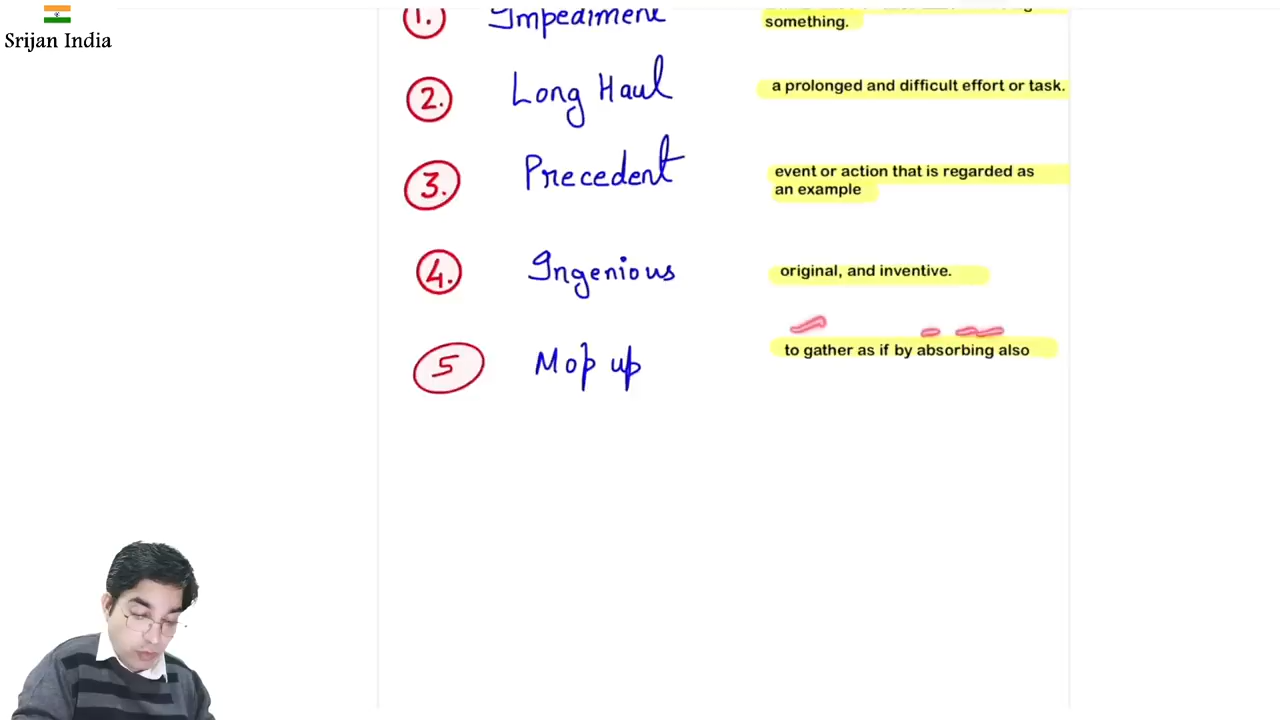 Srijan India
1. Impediment
something.
2. Long Haul a prolonged and difficult effort or task.
3. Precedent event or action that is regarded as
an example
4. Ingenious original, and inventive.
5 Mop up to gather as if by absorbing also